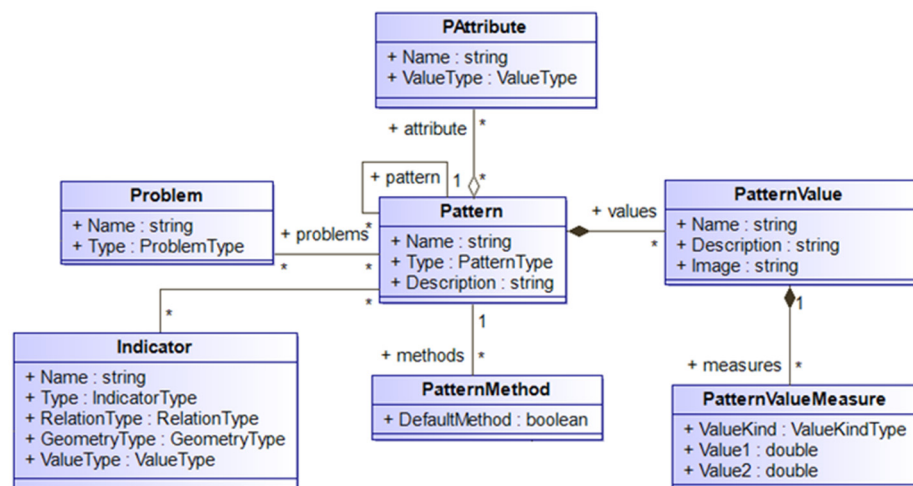 PAttribute
+ Name : string
+ ValueType : ValueType
+ attribute
*
+ pattern
1
*
*
Problem
+ Name : string
+ Type : ProblemType
+ problems
*
*
Pattern
+ Name : string
+ Type : PatternType
+ Description : string
+ values
*
PatternValue
+ Name : string
+ Description : string
+ Image : string
*
*
1
+ methods
*
1
+ measures
*
Indicator
+ Name : string
+ Type : IndicatorType
+ RelationType : RelationType
+ GeometryType : GeometryType
+ ValueType : ValueType
PatternMethod
+ DefaultMethod : boolean
PatternValueMeasure
+ ValueKind : ValueKindType
+ Value1 : double
+ Value2 : double